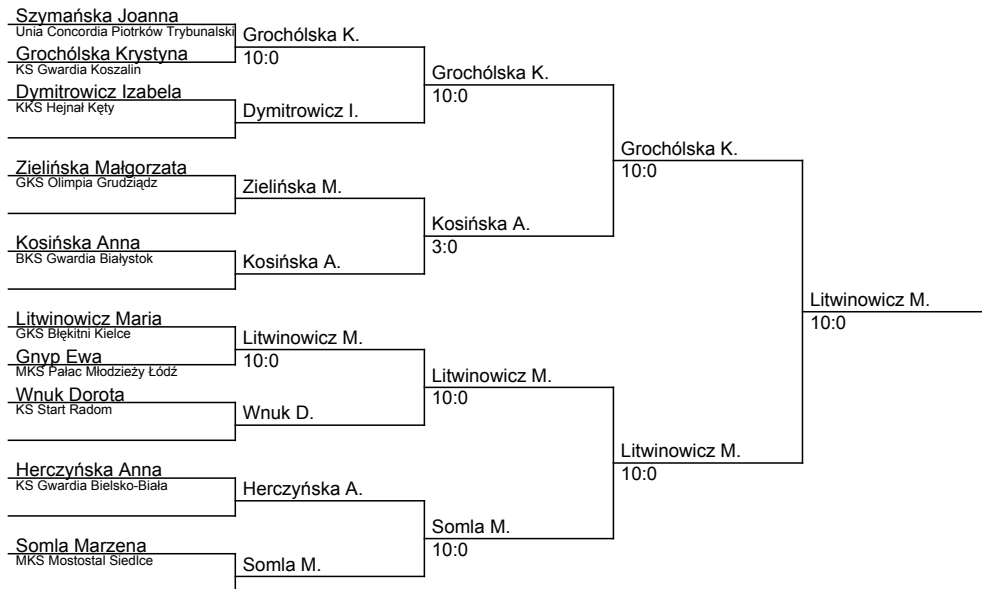 Szymańska Joanna
Unia Concordia Piotrków Trybunalski
Grochólska Krystyna
KS Gwardia Koszalin
Dymitrowicz Izabela
KKS Hejnał Kęty
Zielińska Małgorzata
GKS Olimpia Grudziądz
Kosińska Anna
BKS Gwardia Białystok
Litwinowicz Maria
GKS Błękitni Kielce
Gnyp Ewa
MKS Pałac Młodzieży Łódź
Wnuk Dorota
KS Start Radom
Herczyńska Anna
KS Gwardia Bielsko-Biała
Somla Marzena
MKS Mostostal Siedlce
Grochólska K.
10:0
Dymitrowicz I.
Zielińska M.
Kosińska A.
Litwinowicz M.
10:0
Wnuk D.
Herczyńska A.
Somla M.
Grochólska K.
10:0
Kosińska A.
3:0
Litwinowicz M.
10:0
Somla M.
10:0
Grochólska K.
10:0
Litwinowicz M.
10:0
Litwinowicz M.
10:0